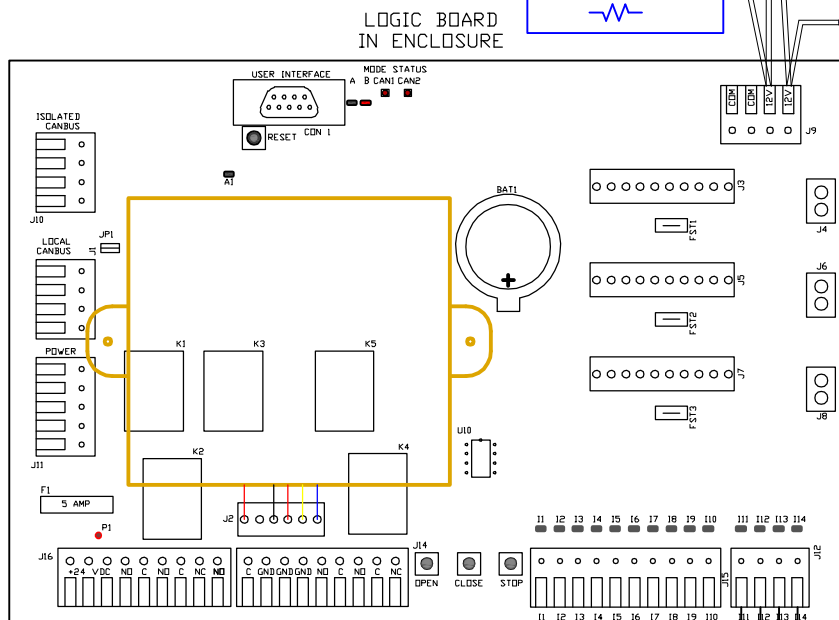 LOGIC BOARD
IN ENCLOSURE
MODE STATUS
USER INTERFACE
A
B CAN1 CAN2
CON 1
RESET
COM
COM
12V
12V
J9
ISOLATED
CANBUS
J10
A1
BAT1
J3
FST1
J4
LOCAL
CANBUS
J1
JP1
J5
FST2
J6
POWER
J11
K1
K3
K5
J7
FST3
J8
K2
K4
U10
F1
5 AMP
P1
J2
J16
+24 VDC NO C NO C NC NO
J14
C GND GND GND NO C NO C NC
OPEN
CLOSE
STOP
I1 I2 I3 I4 I5 I6 I7 I8 I9 I10
I11 I12 I13 I14
J15
J12
I1 I2 I3 I4 I5 I6 I7 I8 I9 I10
I11 I12 I13 I14